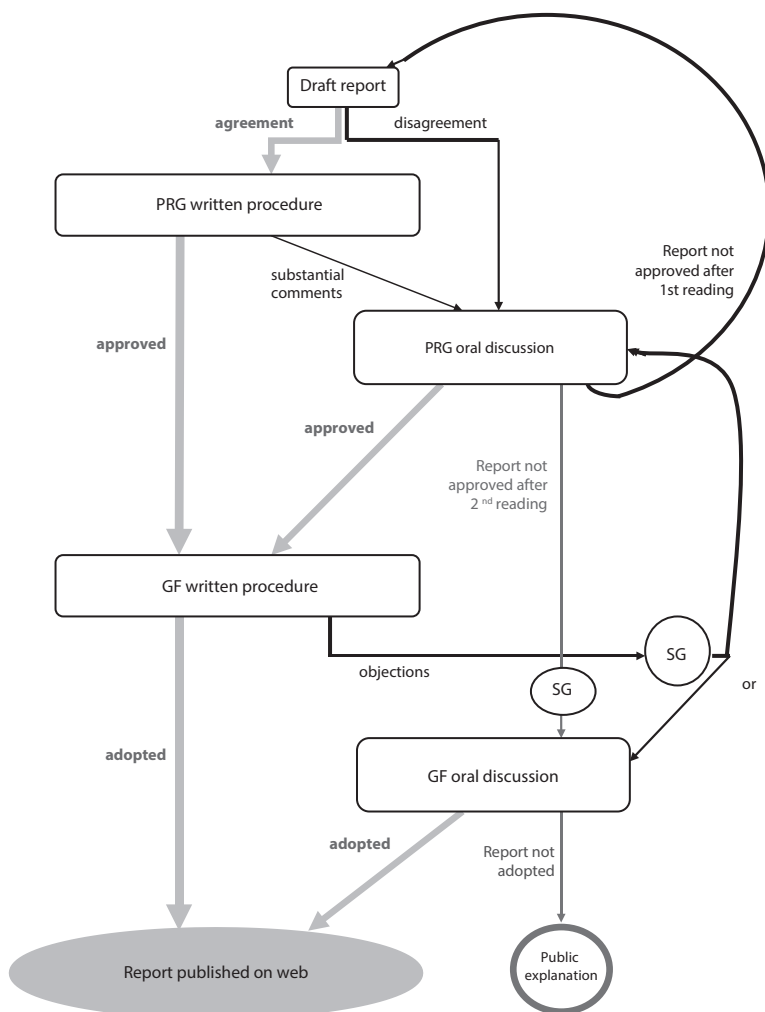 Draft report
agreement
disagreement
PRG written procedure
substantial
comments
Report not
approved after
1st reading
PRG oral discussion
approved
approved
Report not
approved after
2 nd reading
GF written procedure
objections
SG
SG
or
adopted
GF oral discussion
adopted
Report not
adopted
Report published on web
Public
explanation